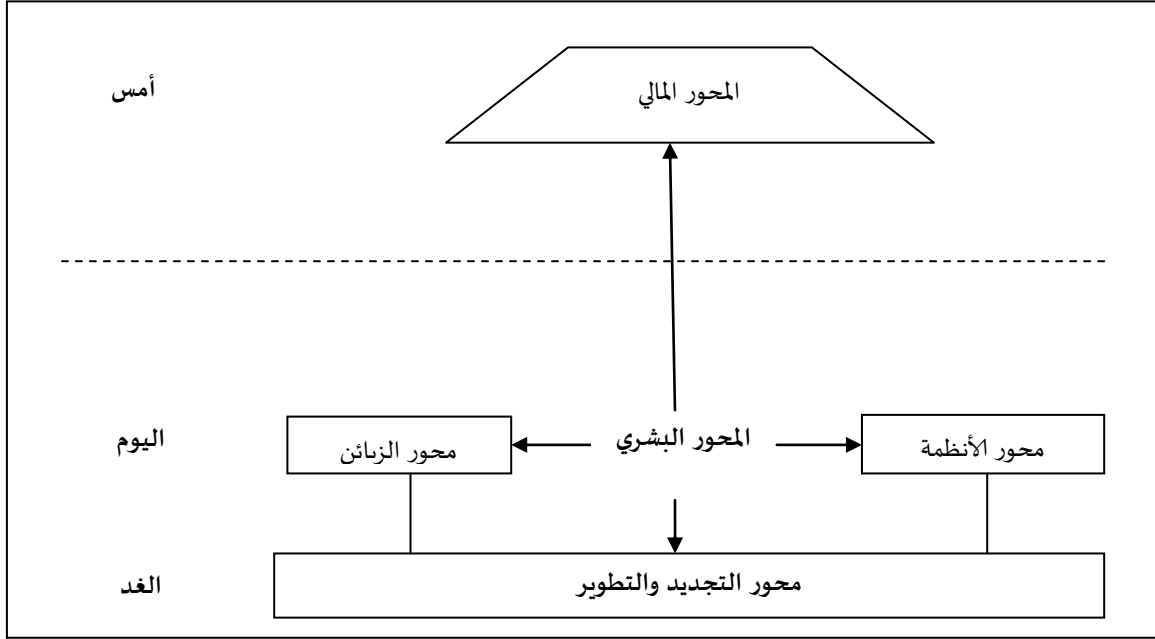 أمس
المحور المالي
اليوم
محور الأنظمة
المحور البشري
محور الزبائن
الغد
محور التجديد والتطوير